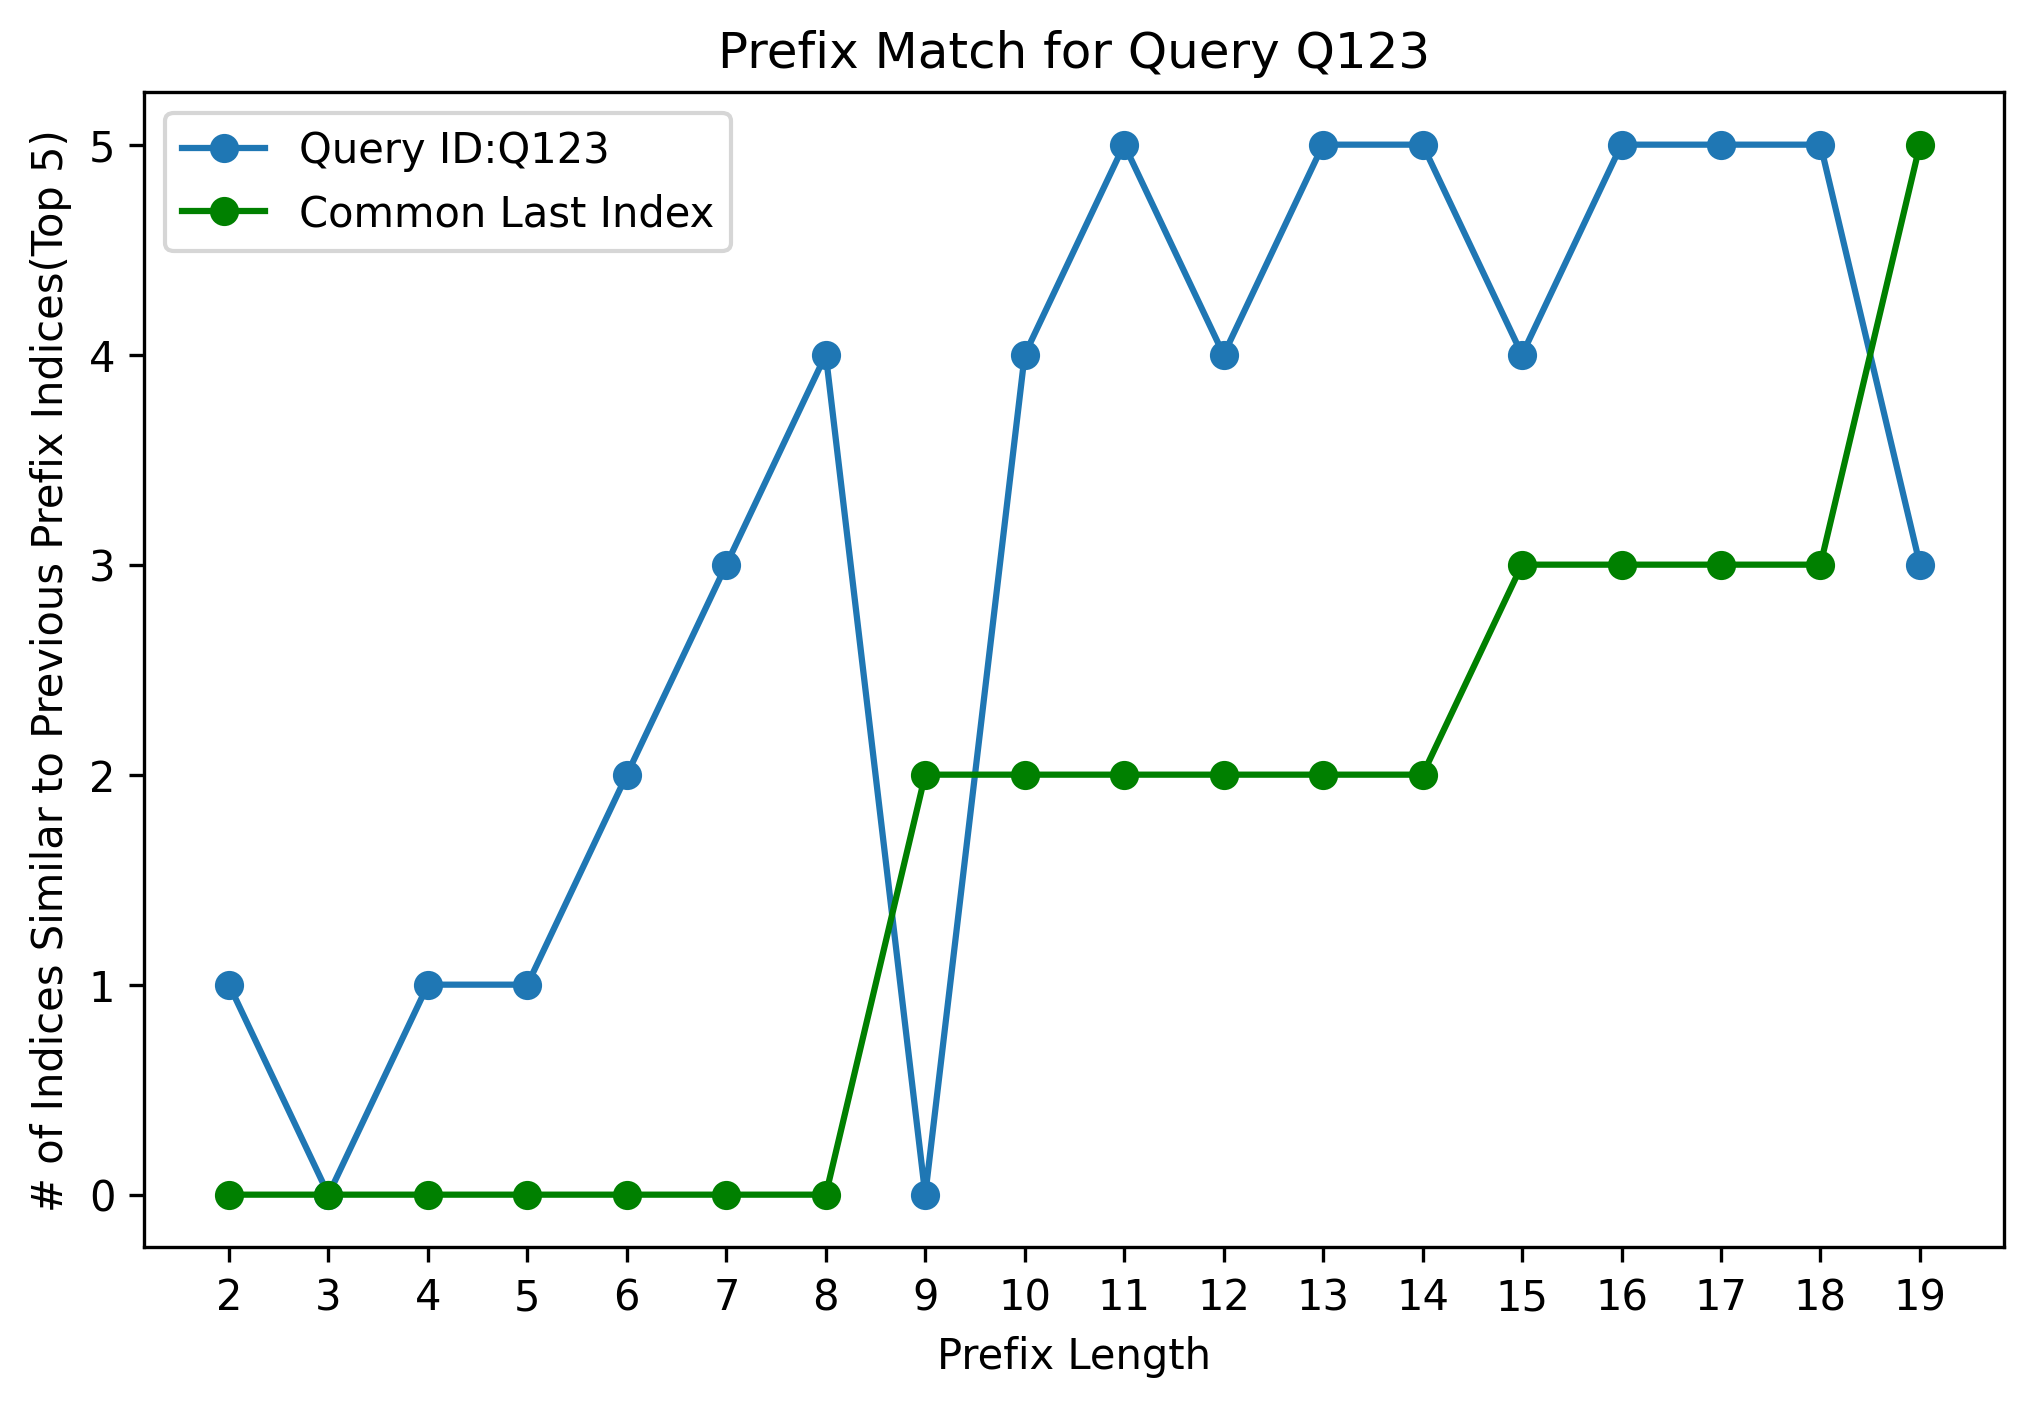 Prefix Match for Query Q123
Query ID:Q123
Common Last Index
# of Indices Similar to Previous Prefix Indices(Top 5)
5
4
3
2
1
0
2 3 4 5 6 7 8 9 10 11 12 13 14 15 16 17 18 19
Prefix Length